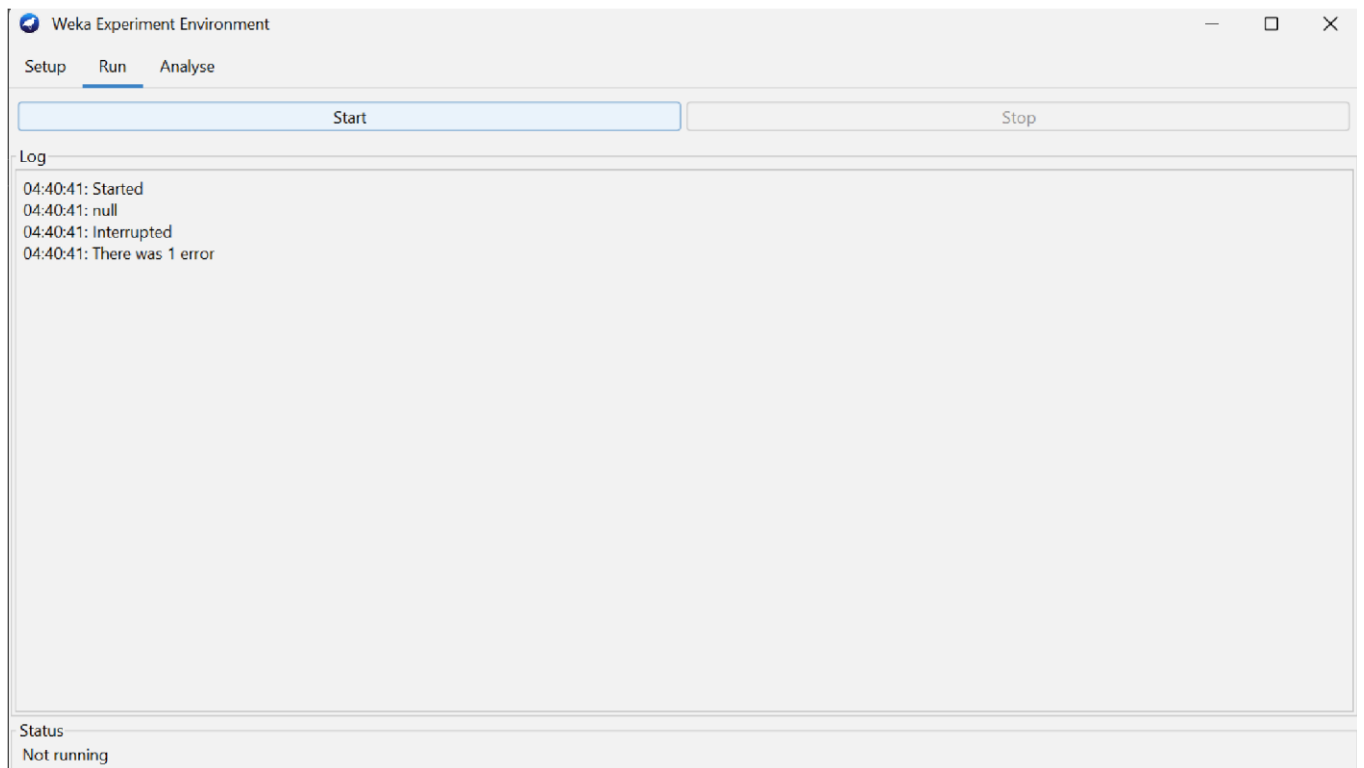 Weka Experiment Environment
Setup Run Analyse
Start Stop
Log
04:40:41: Started
04:40:41: null
04:40:41: Interrupted
04:40:41: There was 1 error
Status
Not running